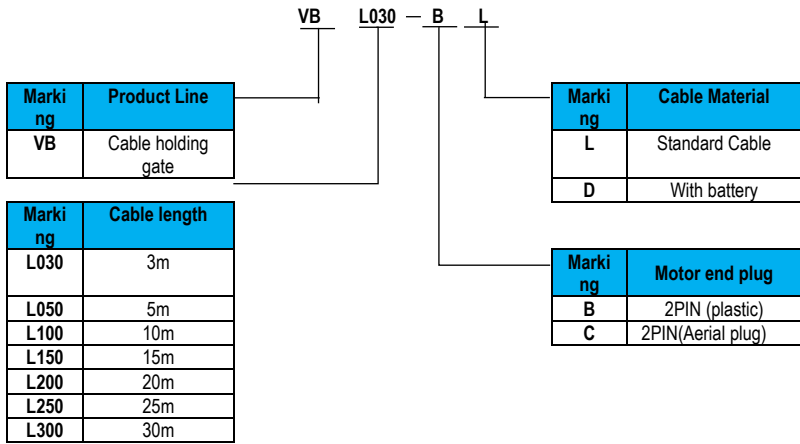 VB L030 — B L
Marki Product Line
ng
VB Cable holding
gate
Marki Cable length
ng
L030 3m
L050 5m
L100 10m
L150 15m
L200 20m
L250 25m
L300 30m
Marki Cable Material
ng
L Standard Cable
D With battery
Marki Motor end plug
ng
B 2PIN (plastic)
C 2PIN(Aerial plug)